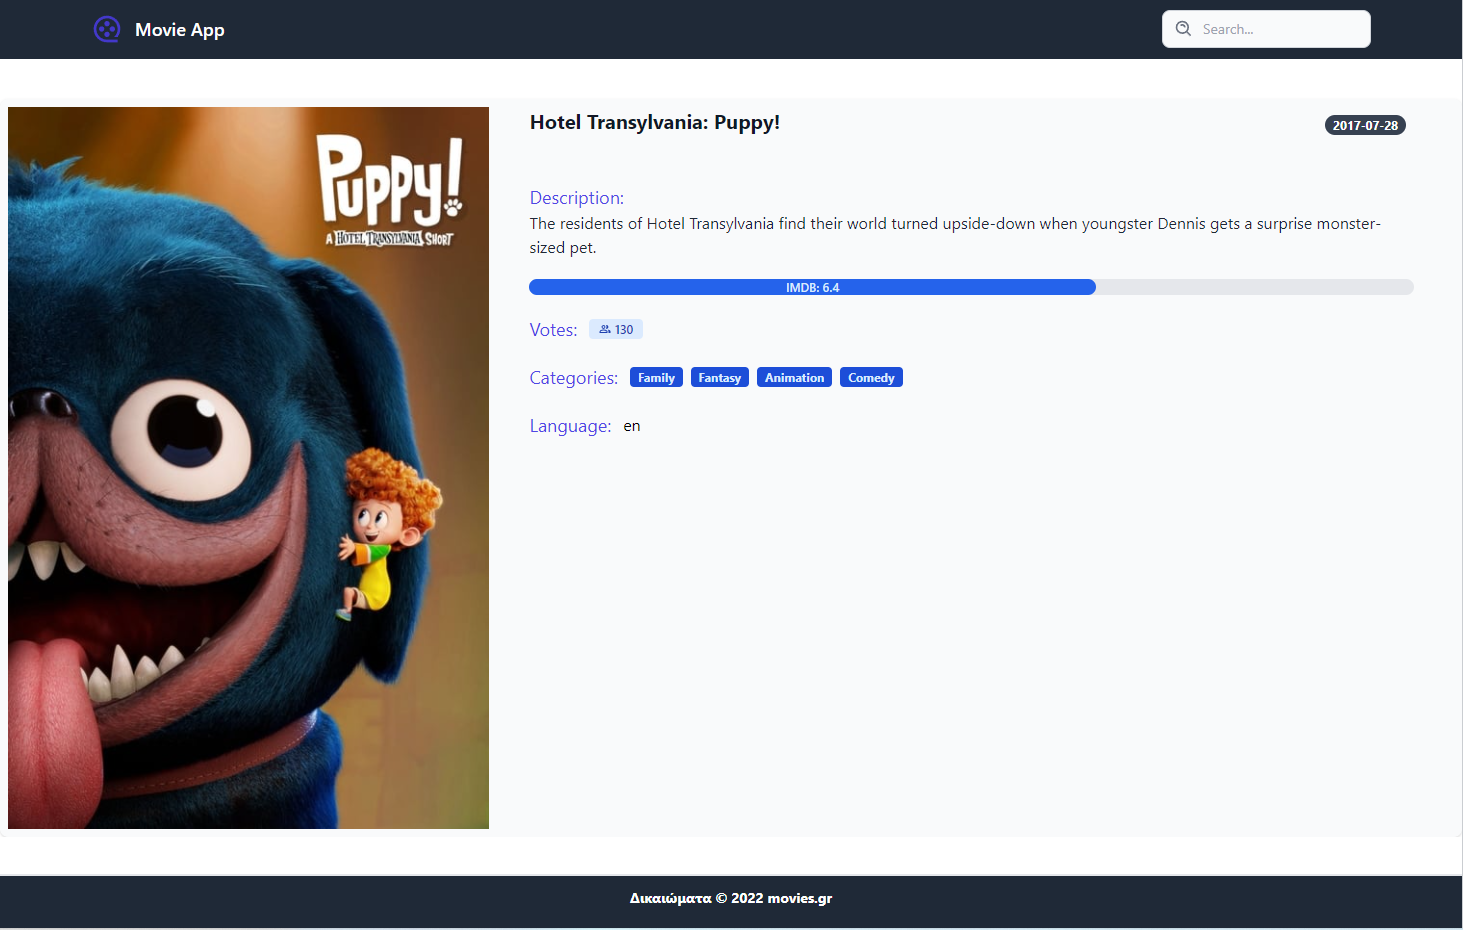 Movie App
Search...
Puppy!
A HOTEL TRANSYLVANIA SHORT
Hotel Transylvania: Puppy!
2017-07-28
Description:
The residents of Hotel Transylvania find their world turned upside-down when youngster Dennis gets a surprise monster-
sized pet.
IMDB: 6.4
Votes: 130
Categories: Family Fantasy Animation Comedy
Language: en
Δικαιώματα © 2022 movies.gr